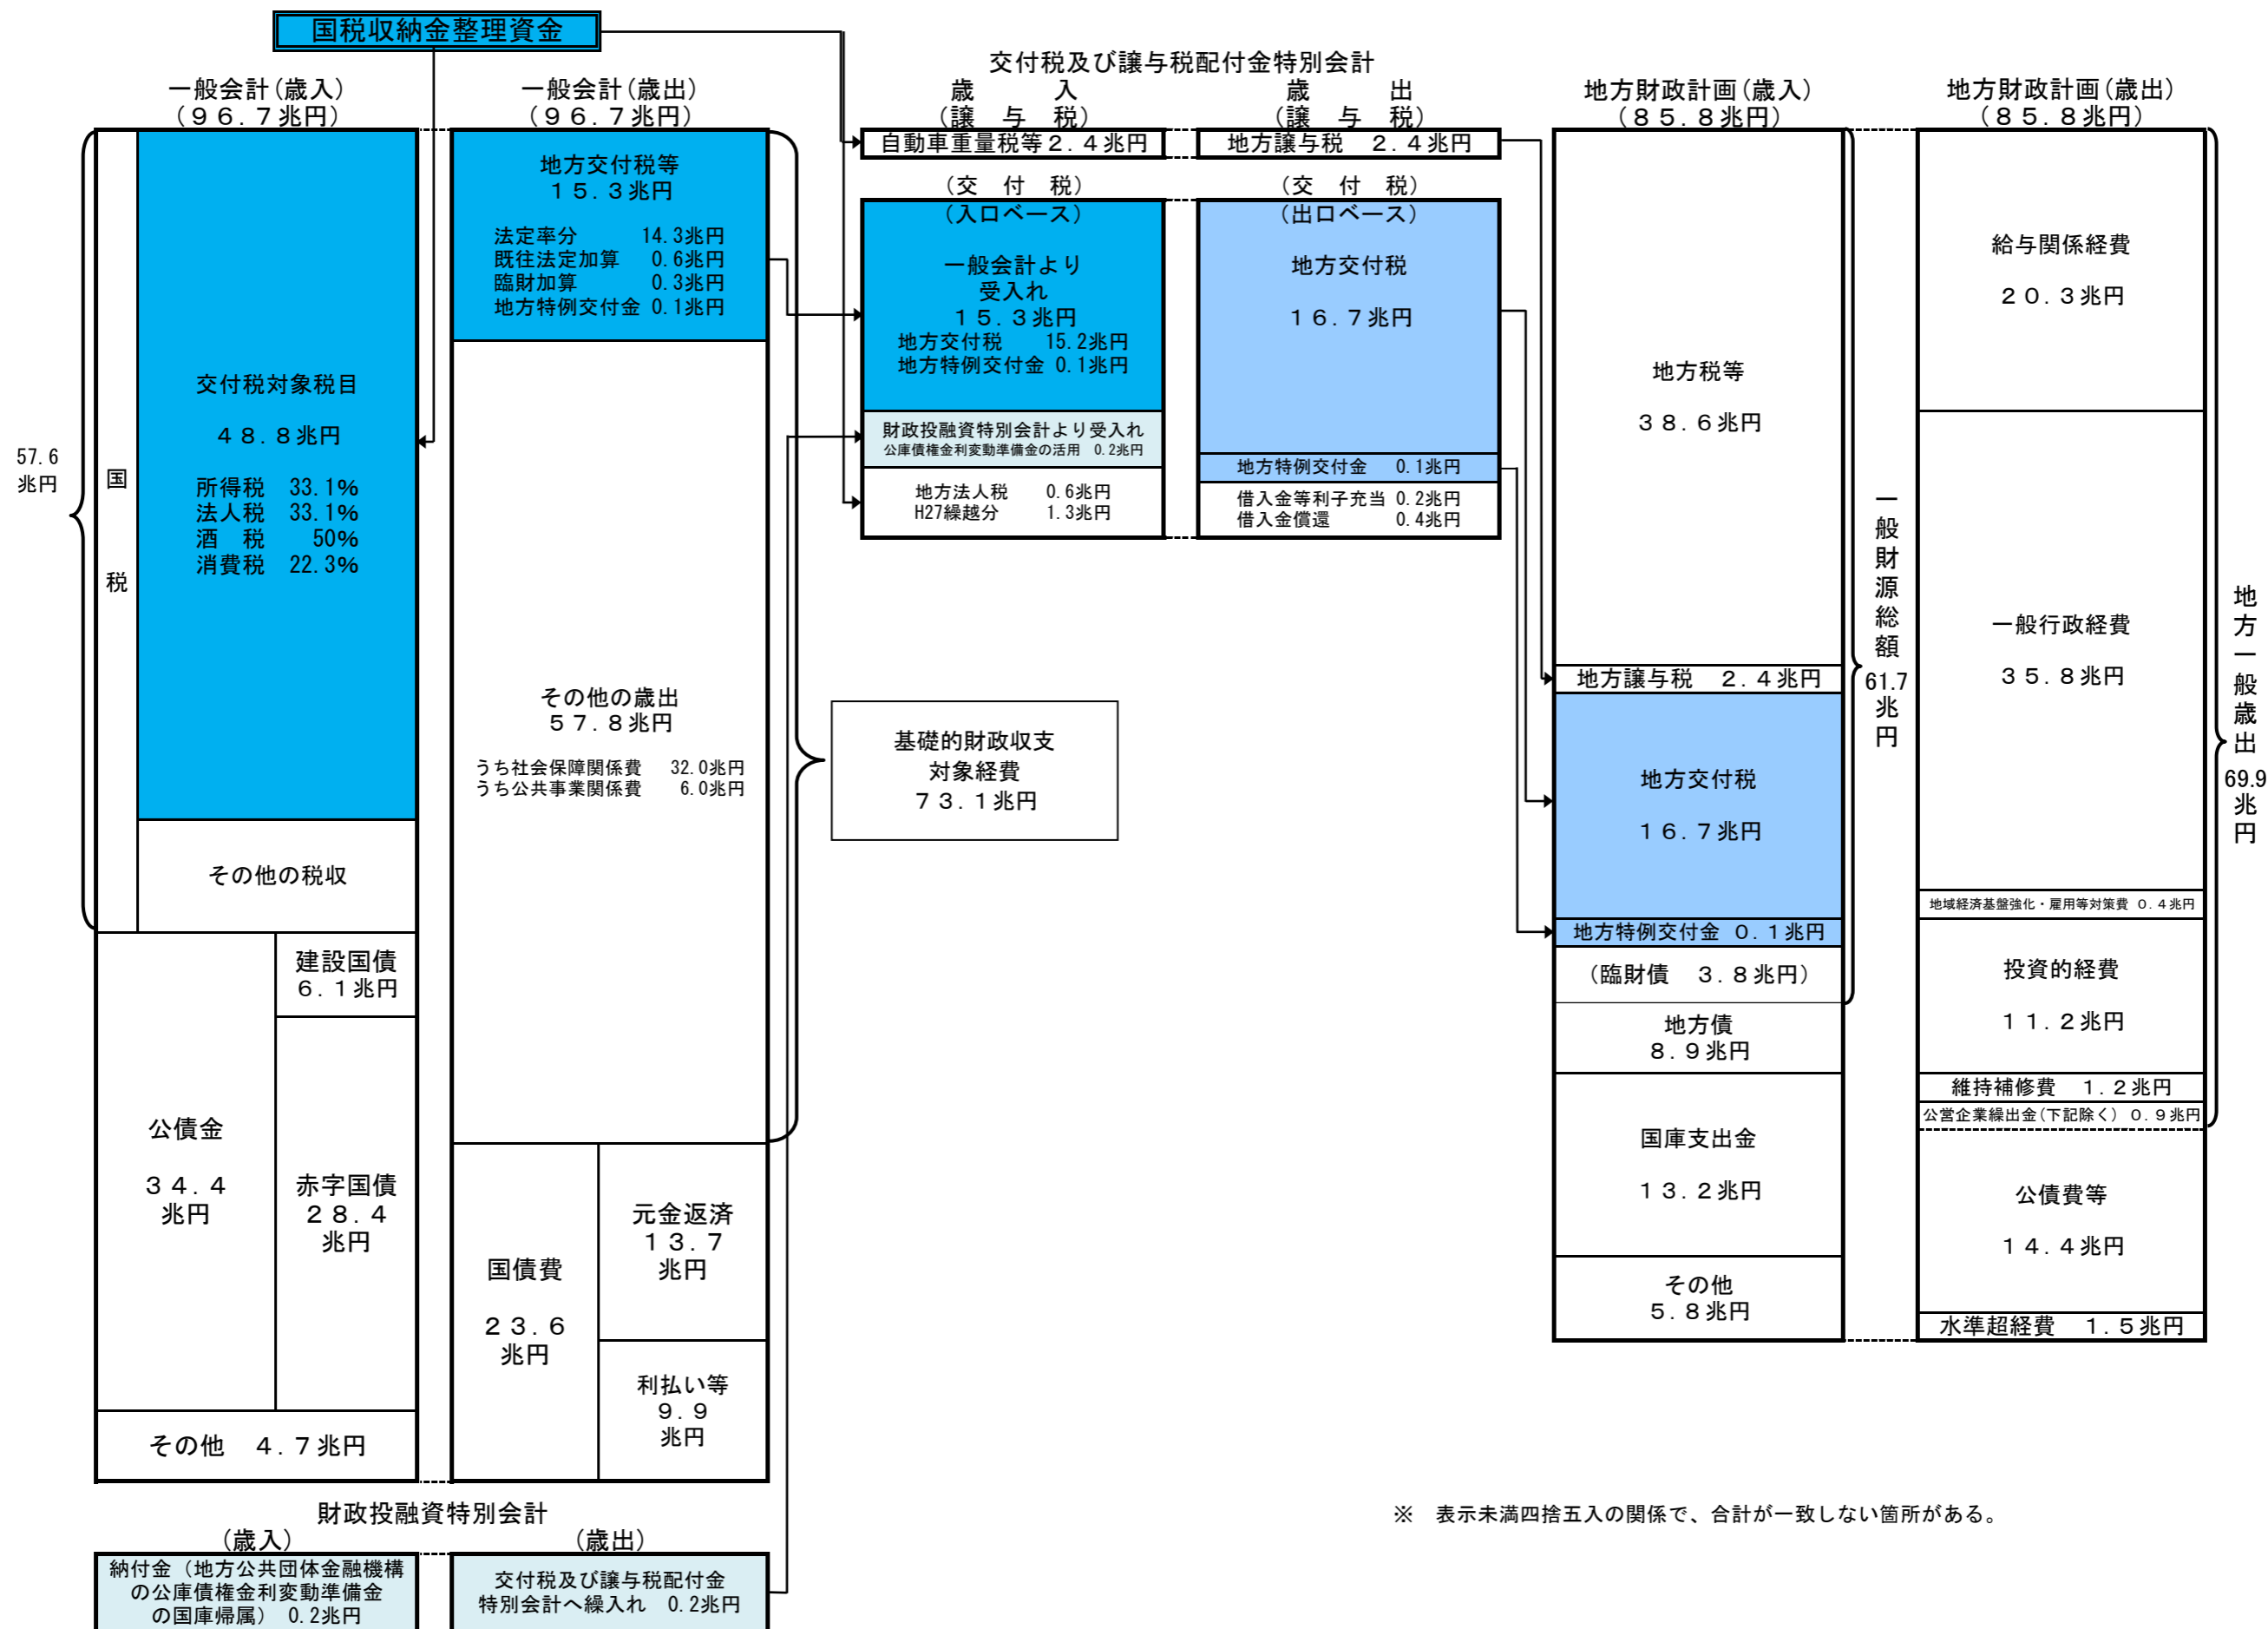 国税収納金整理資金
一般会計(歳入)
(96.7兆円)
57.6
兆円
国
税
交付税対象税目
48.8兆円
所得税 33.1%
法人税 33.1%
酒 税 50%
消費税 22.3%
その他の税収
公債金
34.4
兆円
建設国債
6.1兆円
赤字国債
28.4
兆円
その他 4.7兆円
一般会計(歳出)
(96.7兆円)
地方交付税等
15.3兆円
法定率分 14.3兆円
既往法定加算 0.6兆円
臨財加算 0.3兆円
地方特例交付金 0.1兆円
その他の歳出
57.8兆円
うち社会保障関係費 32.0兆円
うち公共事業関係費 6.0兆円
国債費
23.6
兆円
元金返済
13.7
兆円
利払い等
9.9
兆円
基礎的財政収支
対象経費
73.1兆円
財政投融資特別会計
(歳入)
納付金(地方公共団体金融機構
の公庫債権金利変動準備金
の国庫帰属) 0.2兆円
(歳出)
交付税及び譲与税配付金
特別会計へ繰入れ 0.2兆円
交付税及び譲与税配付金特別会計
歳 入
(譲 与 税)
自動車重量税等2.4兆円
(交 付 税)
(入口ベース)
一般会計より
受入れ
15.3兆円
地方交付税 15.2兆円
地方特例交付金 0.1兆円
財政投融資特別会計より受入れ
公庫債権金利変動準備金の活用 0.2兆円
地方法人税 0.6兆円
H27繰越分 1.3兆円
歳 出
(譲 与 税)
地方譲与税 2.4兆円
(交 付 税)
(出口ベース)
地方交付税
16.7兆円
地方特例交付金 0.1兆円
借入金等利子充当 0.2兆円
借入金償還 0.4兆円
地方財政計画(歳入)
(85.8兆円)
地方税等
38.6兆円
地方譲与税 2.4兆円
地方交付税
16.7兆円
地方特例交付金 0.1兆円
(臨財債 3.8兆円)
地方債
8.9兆円
国庫支出金
13.2兆円
その他
5.8兆円
一般財源総額
61.7
兆円
地方財政計画(歳出)
(85.8兆円)
給与関係経費
20.3兆円
一般行政経費
35.8兆円
地域経済基盤強化・雇用等対策費 0.4兆円
投資的経費
11.2兆円
維持補修費 1.2兆円
公営企業繰出金(下記除く) 0.9兆円
公債費等
14.4兆円
水準超経費 1.5兆円
地方一般歳出
69.9
兆円
※ 表示未満四捨五入の関係で、合計が一致しない箇所がある。